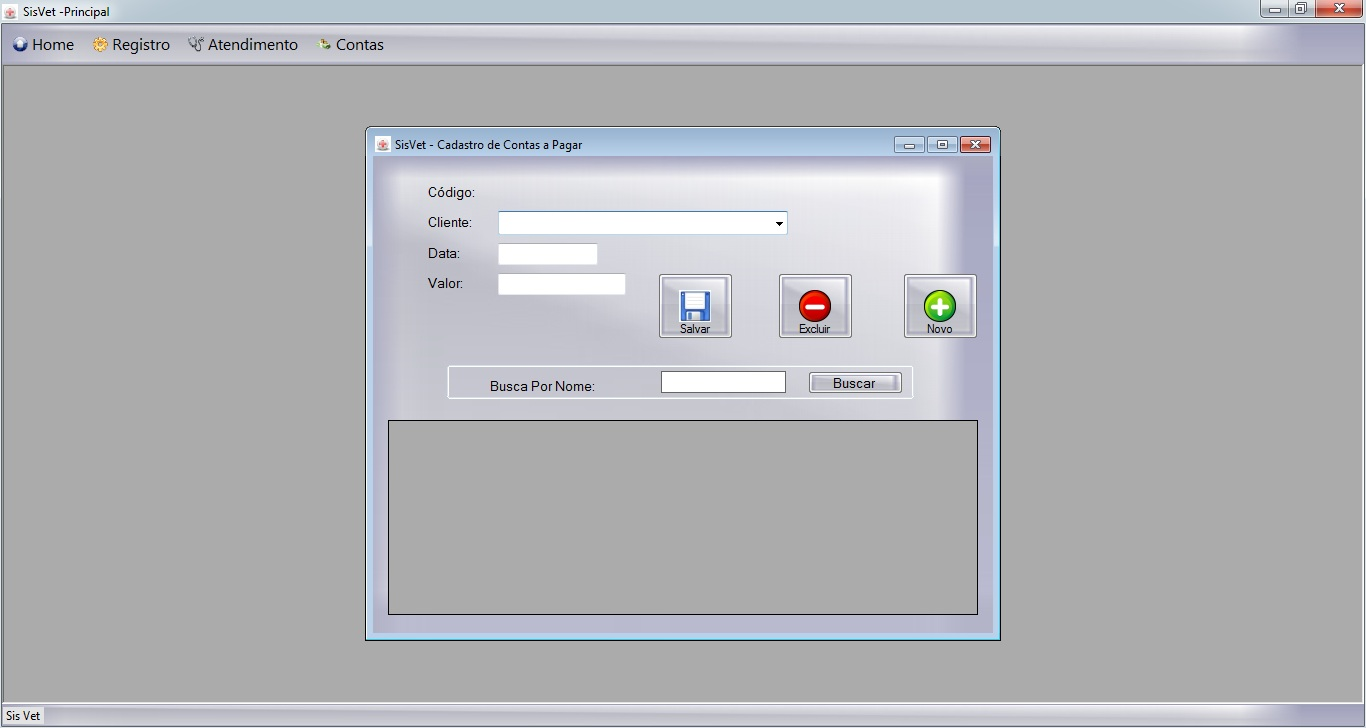 SisVet -Principal
Home Registro Atendimento Contas
SisVet - Cadastro de Contas a Pagar
Código:
Cliente:
Data:
Valor:
Salvar Excluir Novo
Busca Por Nome: Buscar
Sis Vet